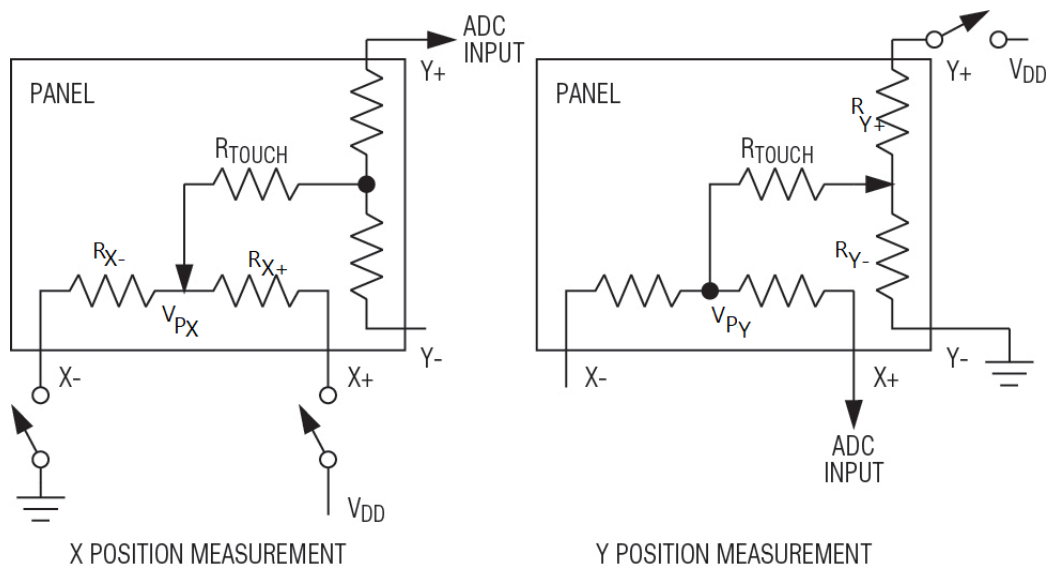 ADC
INPUT
Y+
PANEL
RTOUCH
RX-
RX+
VPX
X-
X+
Y-
VDD
X POSITION MEASUREMENT
Y+
VDD
PANEL
RY+
RTOUCH
RY-
VPY
X-
X+
Y-
ADC
INPUT
Y POSITION MEASUREMENT